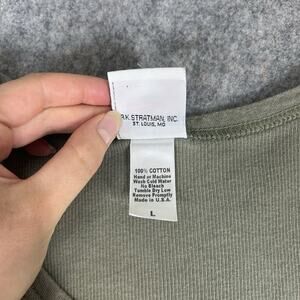 R.K. STRATMAN, INC.
ST. LOUIS, MO
100% COTTON
Hand or Machine
Wash Cold Water
No Bleach
Tumble Dry Low
Remove Promptly
Made in U.S.A.
L